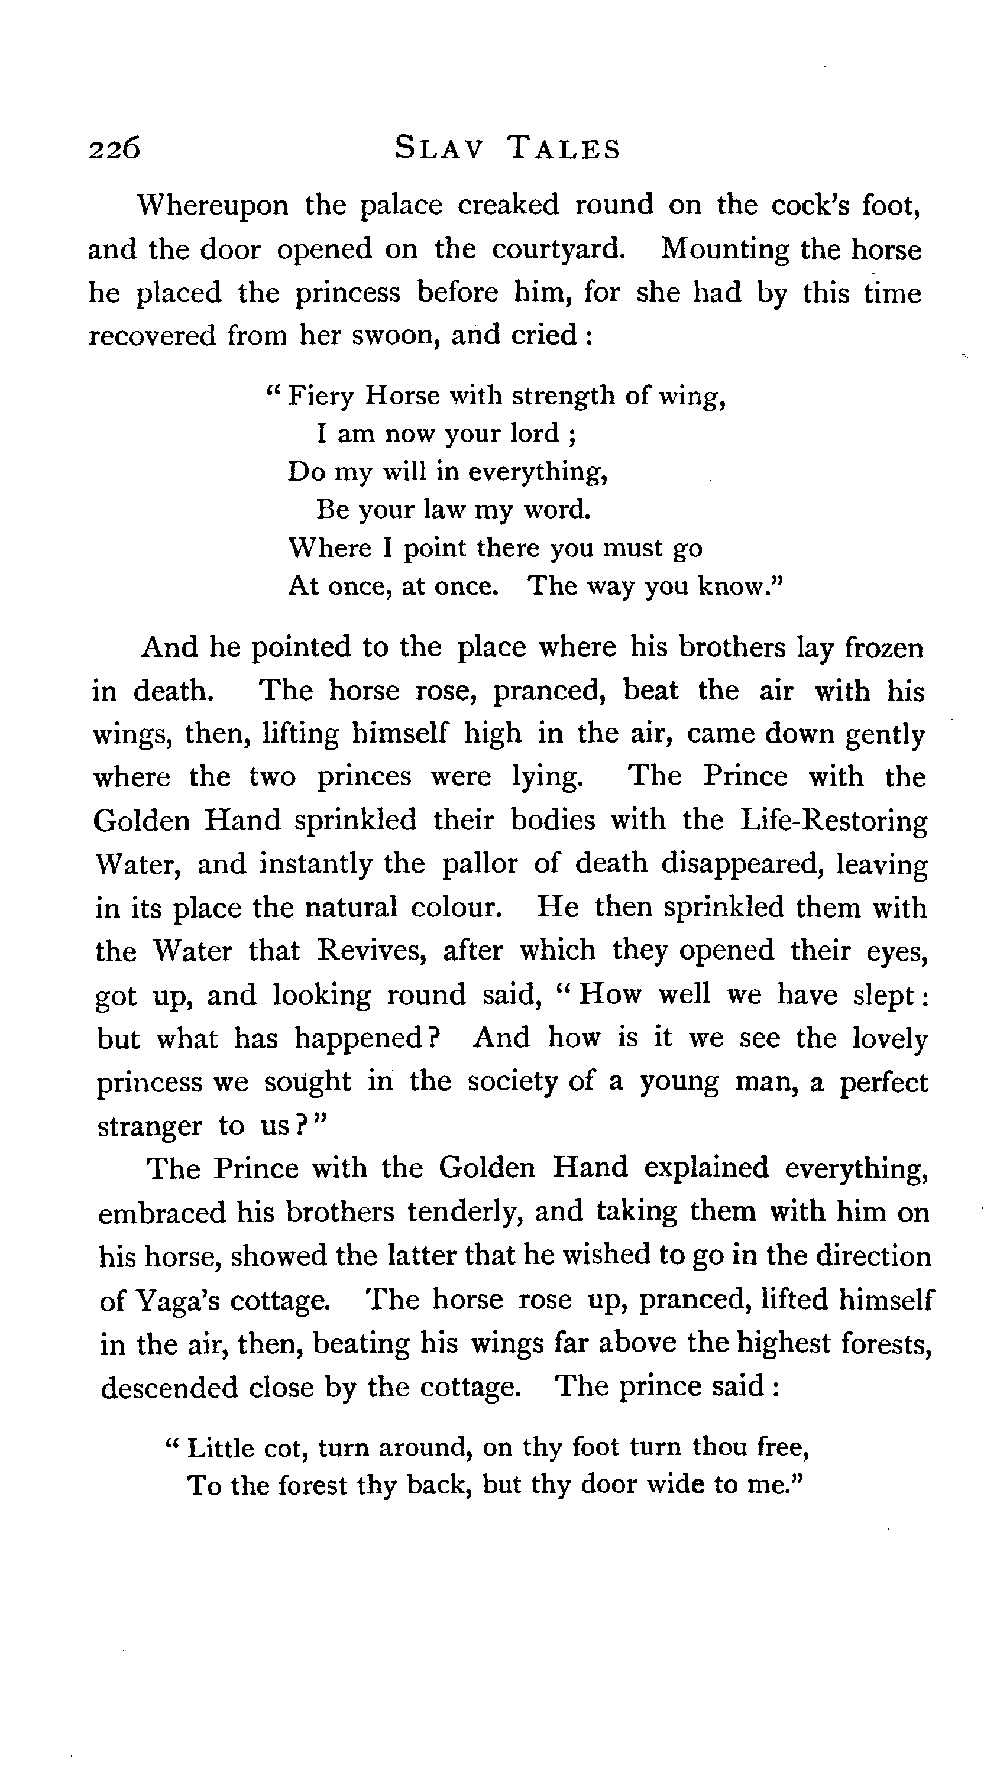 226 SLAV TALES
Whereupon the palace creaked round on the cock's foot,
and the door opened on the courtyard. Mounting the horse
he placed the princess before him, for she had by this time
recovered from her swoon, and cried :
“ Fiery Horse with strength of wing,
I am now your lord ;
Do my will in everything,
Be your law my word.
Where I point there you must go
At once, at once. The way you know.”
And he pointed to the place where his brothers lay frozen
in death. The horse rose, pranced, beat the air with his
wings, then, lifting himself high in the air, came down gently
where the two princes were lying. The Prince with the
Golden Hand sprinkled their bodies with the Life-Restoring
Water, and instantly the pallor of death disappeared, leaving
in its place the natural colour. He then sprinkled them with
the Water that Revives, after which they opened their eyes,
got up, and looking round said, “ How well we have slept :
but what has happened ? And how is it we see the lovely
princess we sought in the society of a young man, a perfect
stranger to us ? ”
The Prince with the Golden Hand explained everything,
embraced his brothers tenderly, and taking them with him on
his horse, showed the latter that he wished to go in the direction
of Yaga's cottage. The horse rose up, pranced, lifted himself
in the air, then, beating his wings far above the highest forests,
descended close by the cottage. The prince said :
“ Little cot, turn around, on thy foot turn thou free,
To the forest thy back, but thy door wide to me.”